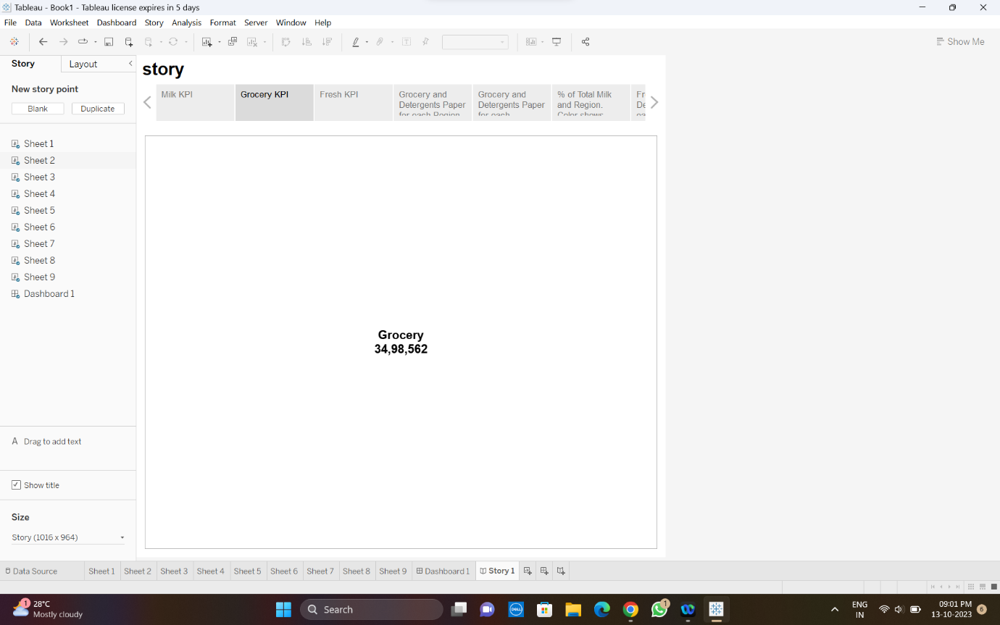 Tableau - Book1 - Tableau license expires in 5 days
File Data Worksheet Dashboard Story Analysis Format Server Window Help
Show Me
Story Layout
New story point
Blank Duplicate
Sheet 1
Sheet 2
Sheet 3
Sheet 4
Sheet 5
Sheet 6
Sheet 7
Sheet 8
Sheet 9
Dashboard 1
A Drag to add text
Show title
Size
Story (1016 x 964)
story
Milk KPI
Grocery KPI
Fresh KPI
Grocery and
Detergents Paper
for each Region
Grocery and
Detergents Paper
for each
% of Total Milk
and Region.
Color shows
Fr
De
ea
Grocery
34,98,562
Data Source Sheet 1 Sheet 2 Sheet 3 Sheet 4 Sheet 5 Sheet 6 Sheet 7 Sheet 8 Sheet 9 Dashboard 1 Story 1
1
28°C
Mostly cloudy
Search
DELL
1
ENG
IN
09:01 PM
13-10-2023
6